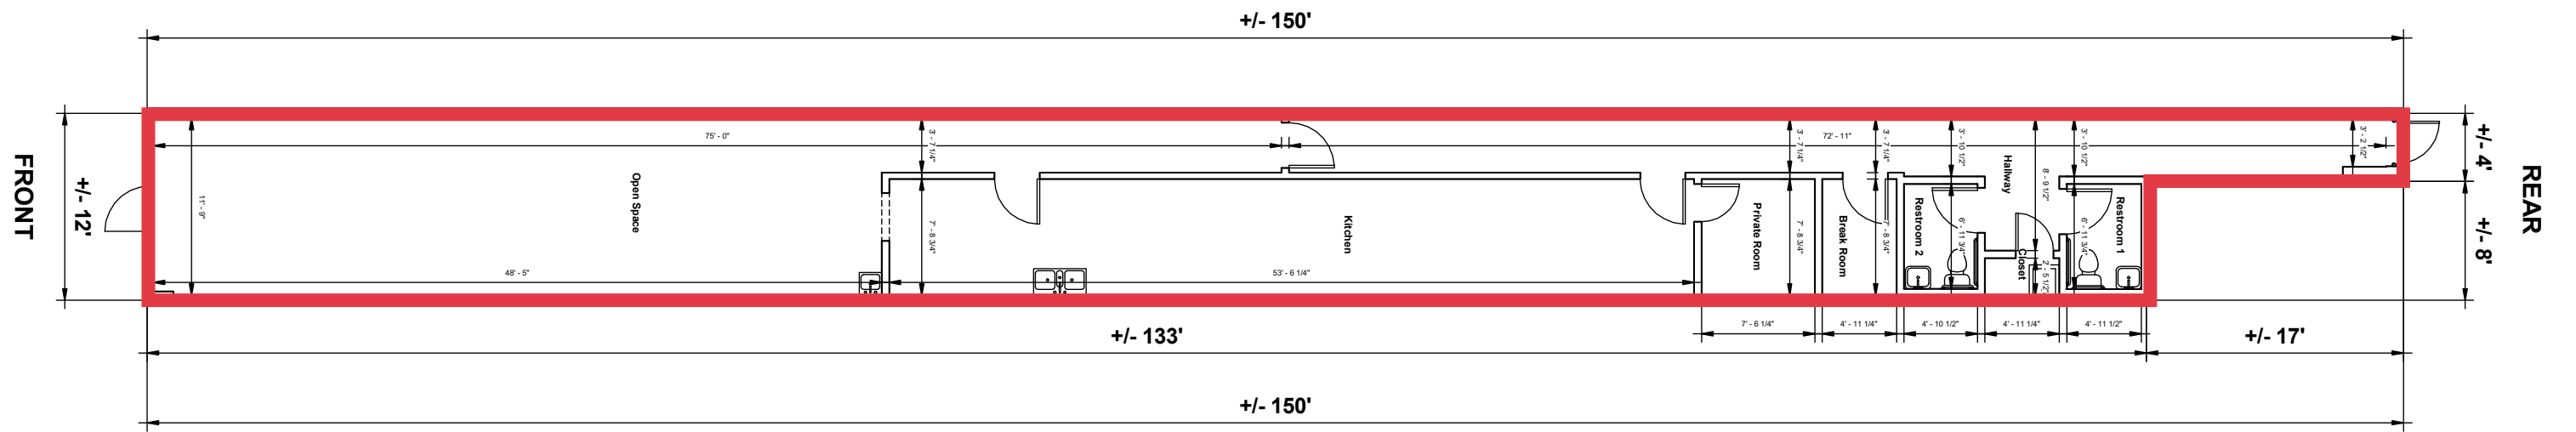 +/- 150'
FRONT
+/- 12'
11' - 9"
75' - 0"
Open Space
48' - 5"
3' - 7 1/4"
7' - 8 3/4"
Kitchen
53' - 6 1/4"
72' - 11"
3' - 7 1/4"
Private Room
7' - 8 3/4"
3' - 7 1/4"
Break Room
7' - 8 3/4"
3' - 10 1/2"
Restroom 2
6' - 11 3/4"
Hallway
8' - 9 1/2"
Closet
2' - 5 1/2"
3' - 10 1/2"
6' - 11 3/4"
Restroom 1
3' - 2 1/2"
+/- 4'
+/- 8'
REAR
7' - 6 1/4"
4' - 11 1/4"
4' - 10 1/2"
4' - 11 1/4"
4' - 11 1/2"
+/- 133'
+/- 17'
+/- 150'